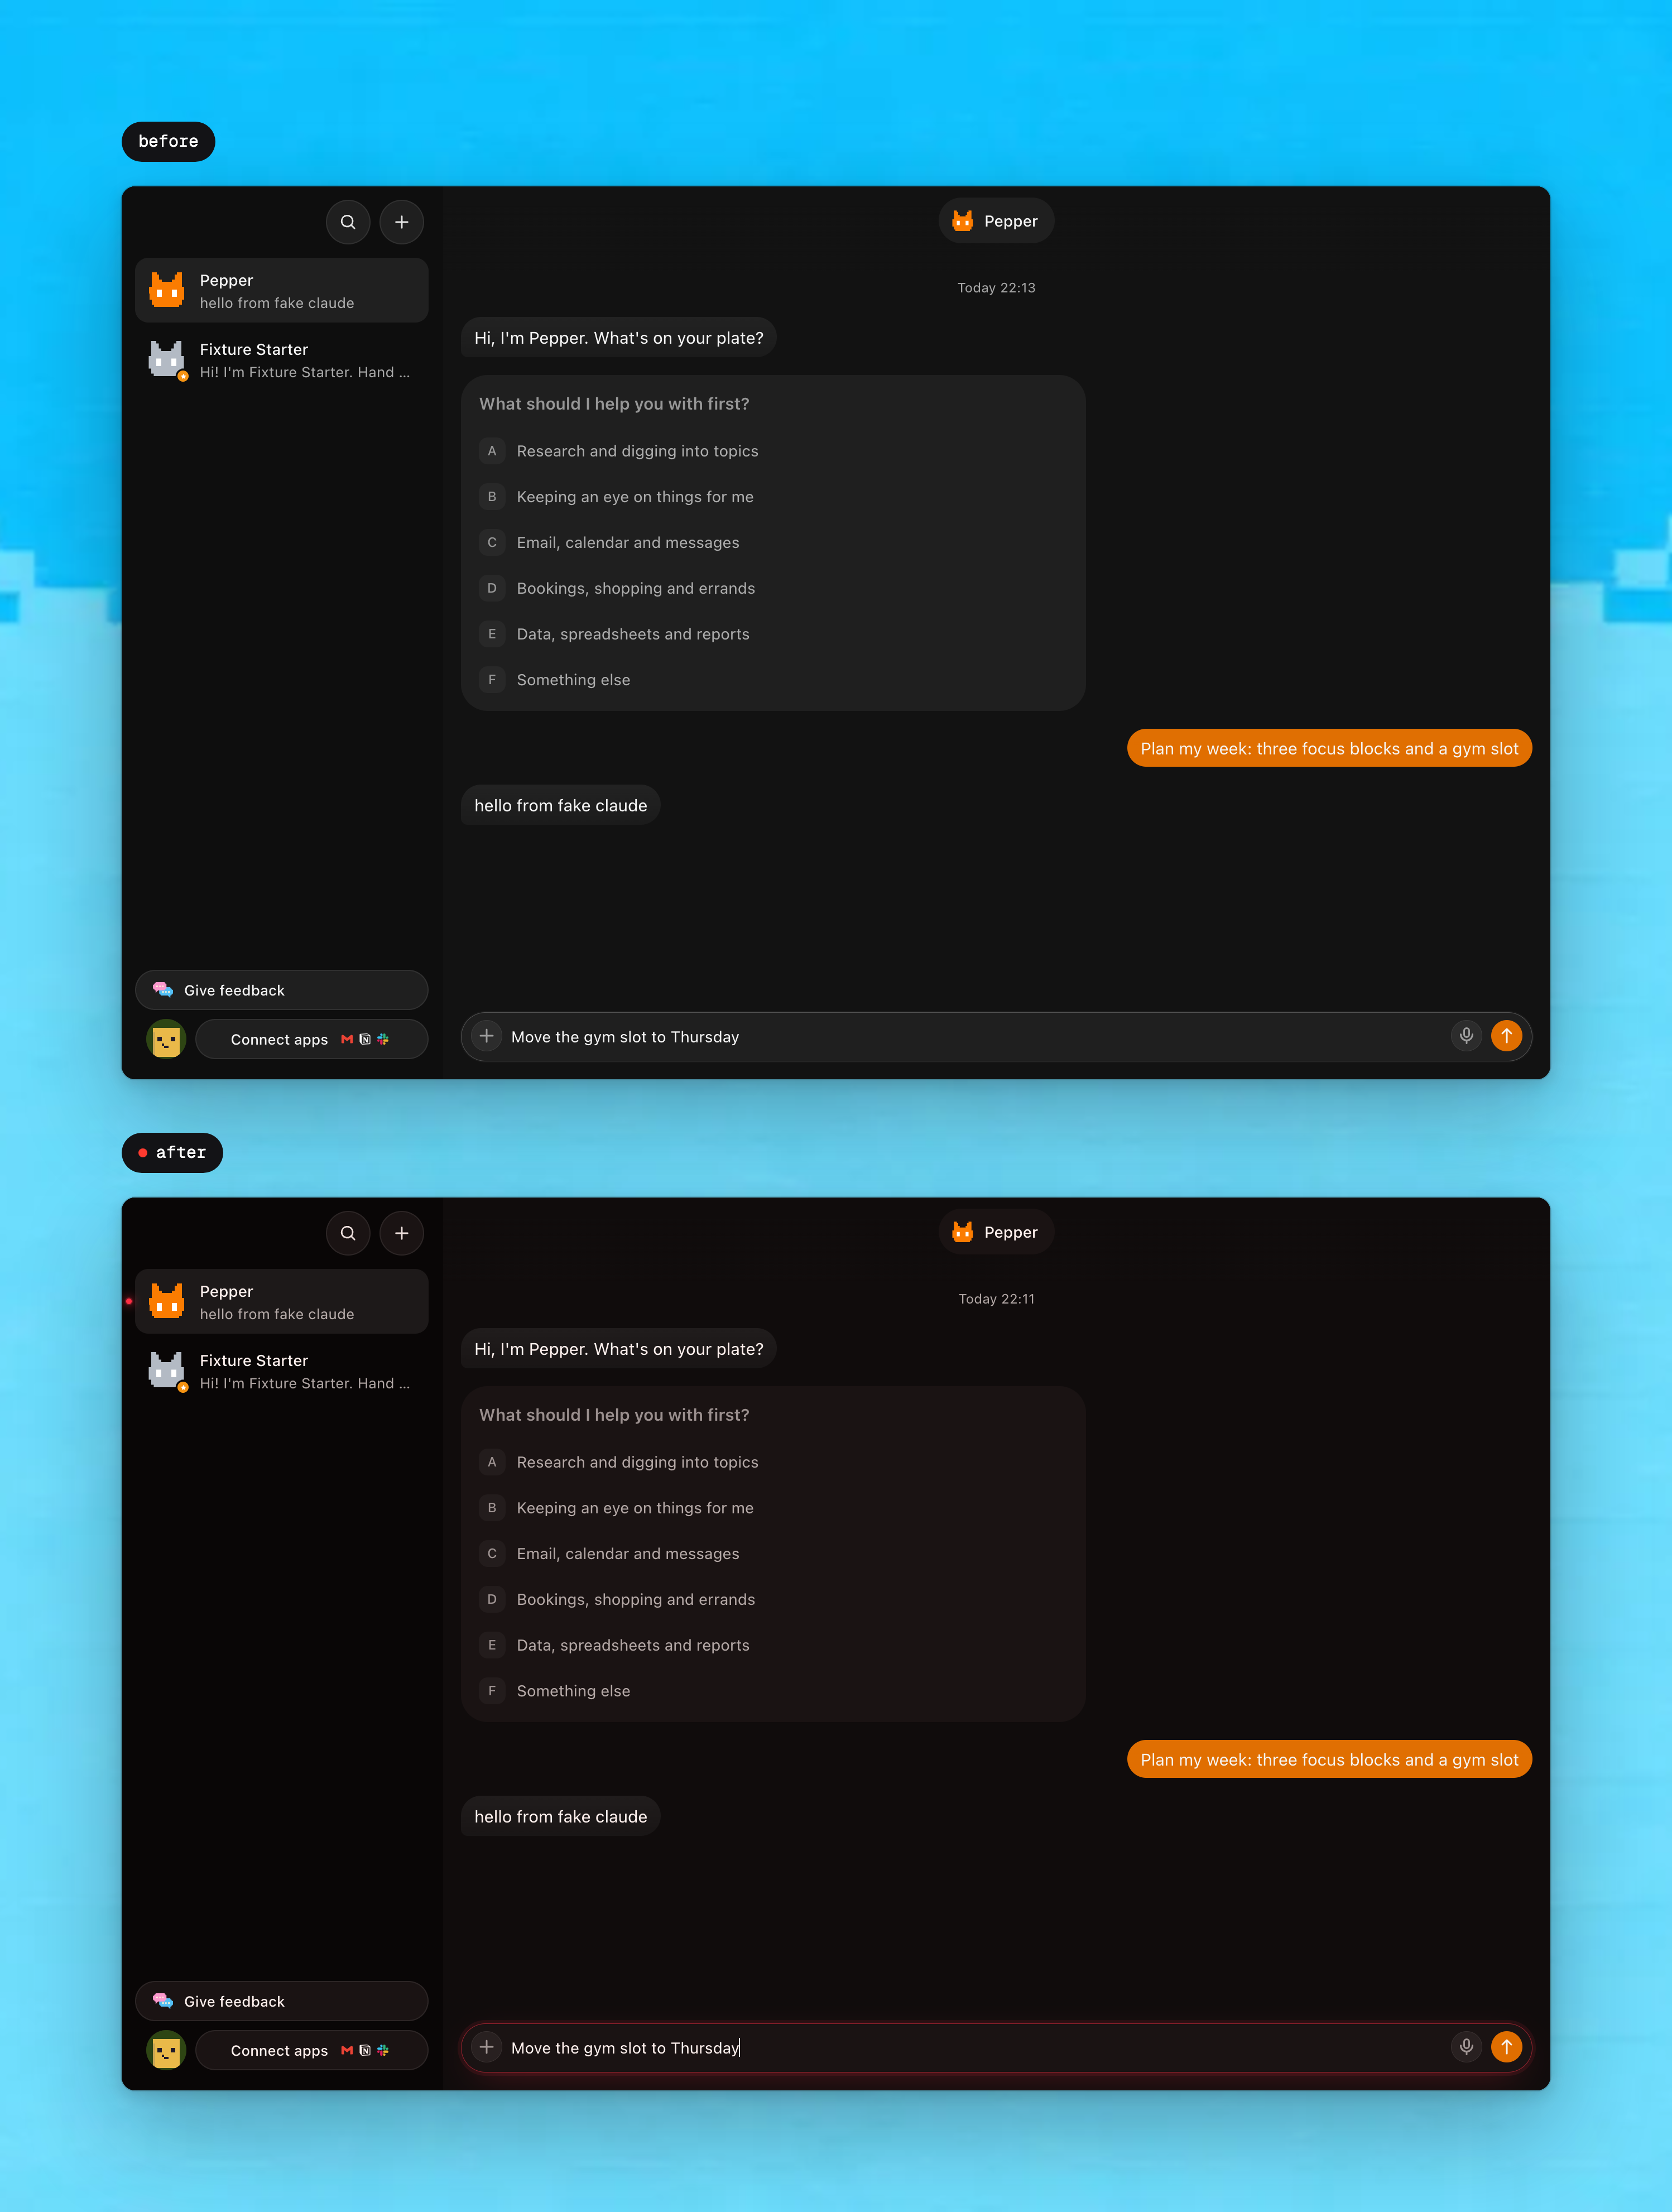 before
Pepper
Pepper
hello from fake claude
Fixture Starter
Hi! I'm Fixture Starter. Hand ...
Today 22:13
Hi, I'm Pepper. What's on your plate?
What should I help you with first?
A Research and digging into topics
B Keeping an eye on things for me
C Email, calendar and messages
D Bookings, shopping and errands
E Data, spreadsheets and reports
F Something else
Plan my week: three focus blocks and a gym slot
hello from fake claude
Give feedback
Connect apps
Move the gym slot to Thursday
after
Pepper
Pepper
hello from fake claude
Fixture Starter
Hi! I'm Fixture Starter. Hand ...
Today 22:11
Hi, I'm Pepper. What's on your plate?
What should I help you with first?
A Research and digging into topics
B Keeping an eye on things for me
C Email, calendar and messages
D Bookings, shopping and errands
E Data, spreadsheets and reports
F Something else
Plan my week: three focus blocks and a gym slot
hello from fake claude
Give feedback
Connect apps
Move the gym slot to Thursday